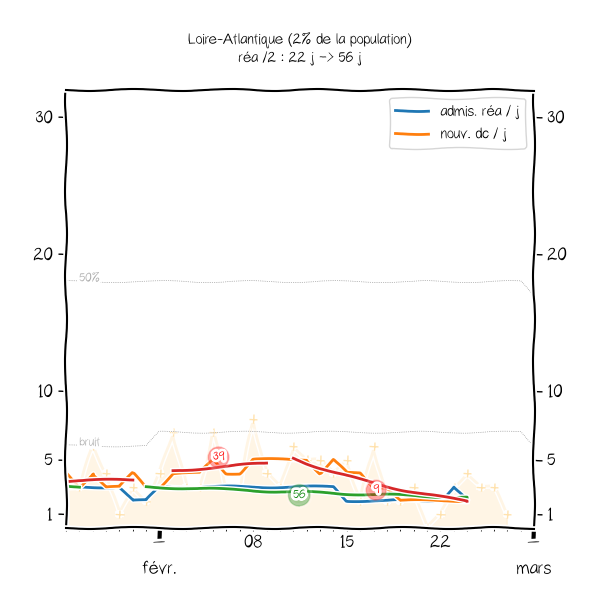 Loire-Atlantique (2% de la population)
réa /2 : 22 j -> 56 j
admis. réa / j
nouv. dc / j
30
30
20
20
50%
10
10
bruit
5
5
39
56
9
1
1
08
15
22
févr.
mars